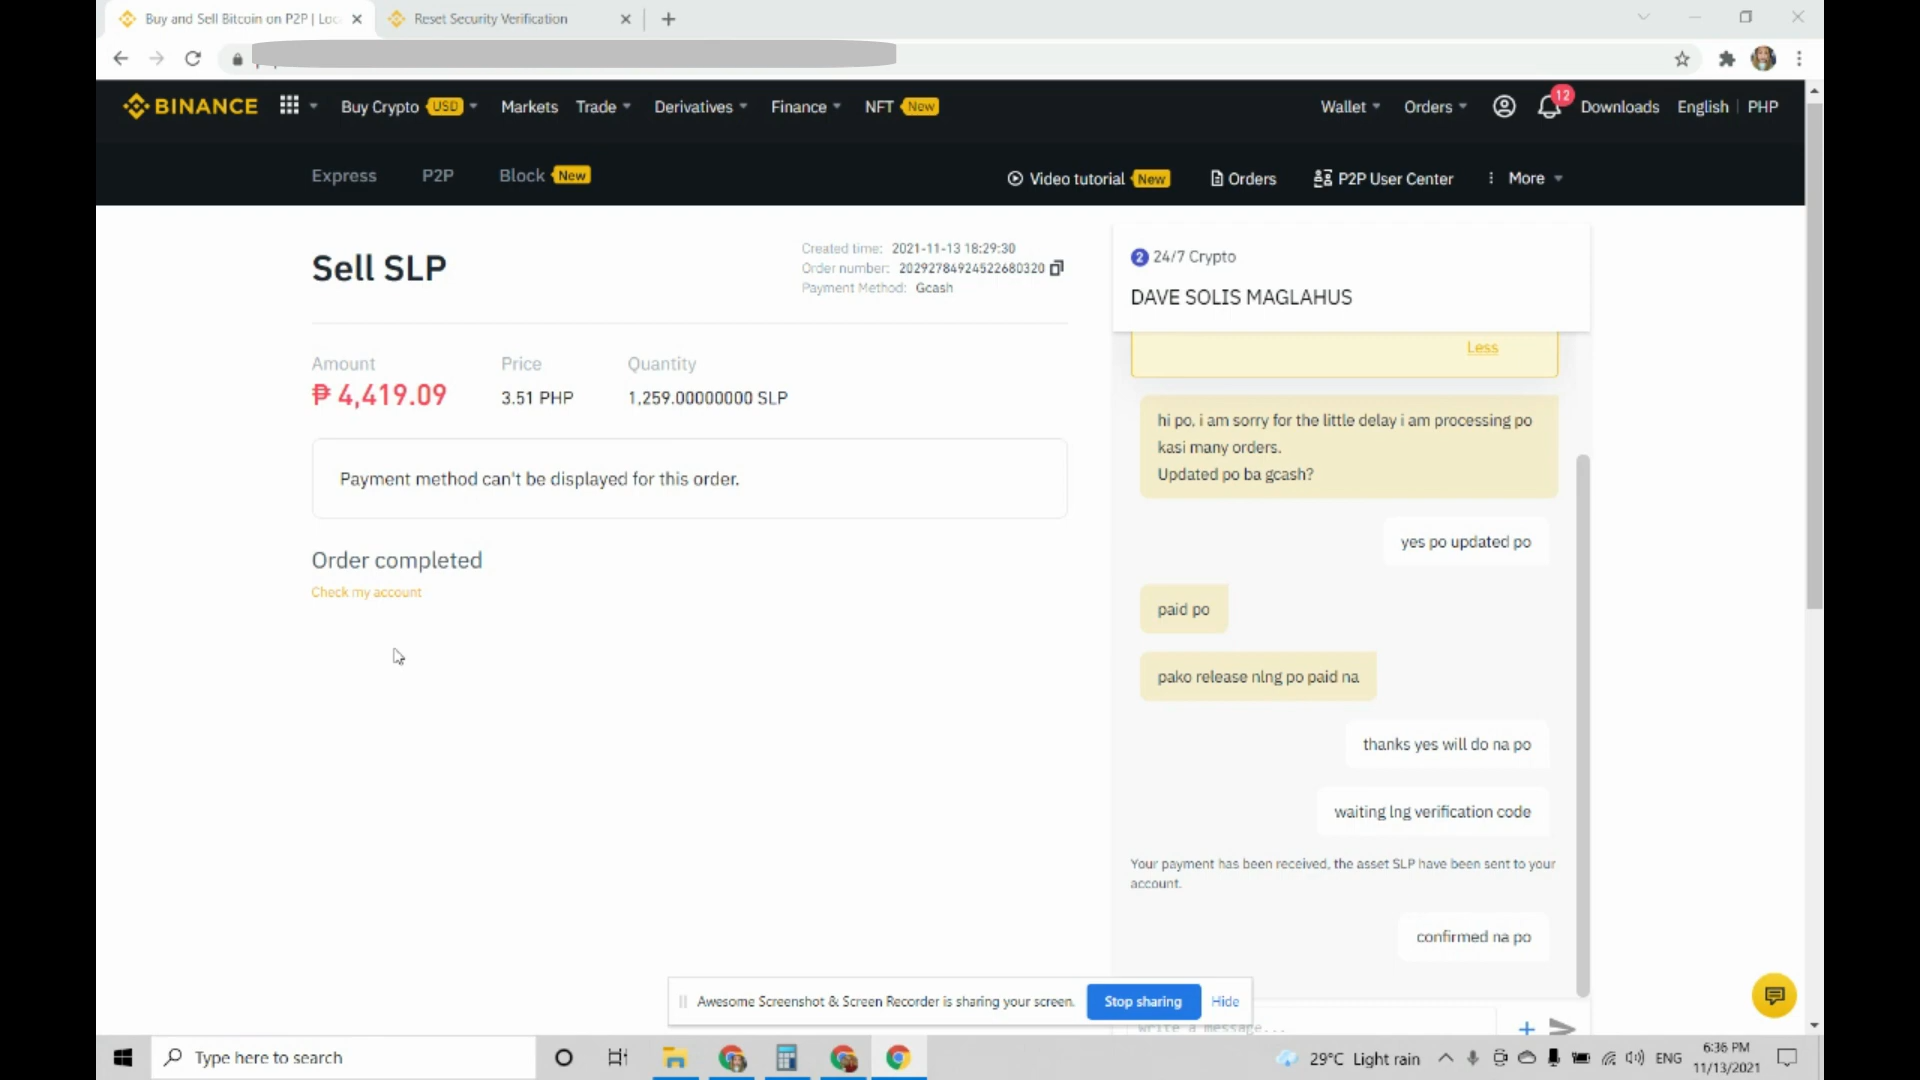 Buy and Sell Bitcoin on P2P | Loc
Reset Security Verification
BINANCE
Buy Crypto USD
Markets
Trade
Derivatives
Finance
NFT New
Wallet
Orders
12
Downloads
English | PHP
Express
P2P
Block New
Video tutorial New
Orders
P2P User Center
More
Sell SLP
Created time: 2021-11-13 18:29:30
Order number: 20292784924522680320
Payment Method: Gcash
Amount
₱ 4,419.09
Price
3.51 PHP
Quantity
1,259.00000000 SLP
Payment method can't be displayed for this order.
Order completed
Check my account
2 24/7 Crypto
DAVE SOLIS MAGLAHUS
Less
hi po, i am sorry for the little delay i am processing po
kasi many orders.
Updated po ba gcash?
yes po updated po
paid po
pako release nlng po paid na
thanks yes will do na po
waiting lng verification code
Your payment has been received, the asset SLP have been sent to your
account.
confirmed na po
Awesome Screenshot & Screen Recorder is sharing your screen.
Stop sharing
Hide
write a message...
Type here to search
29°C Light rain
ENG
6:36 PM
11/13/2021